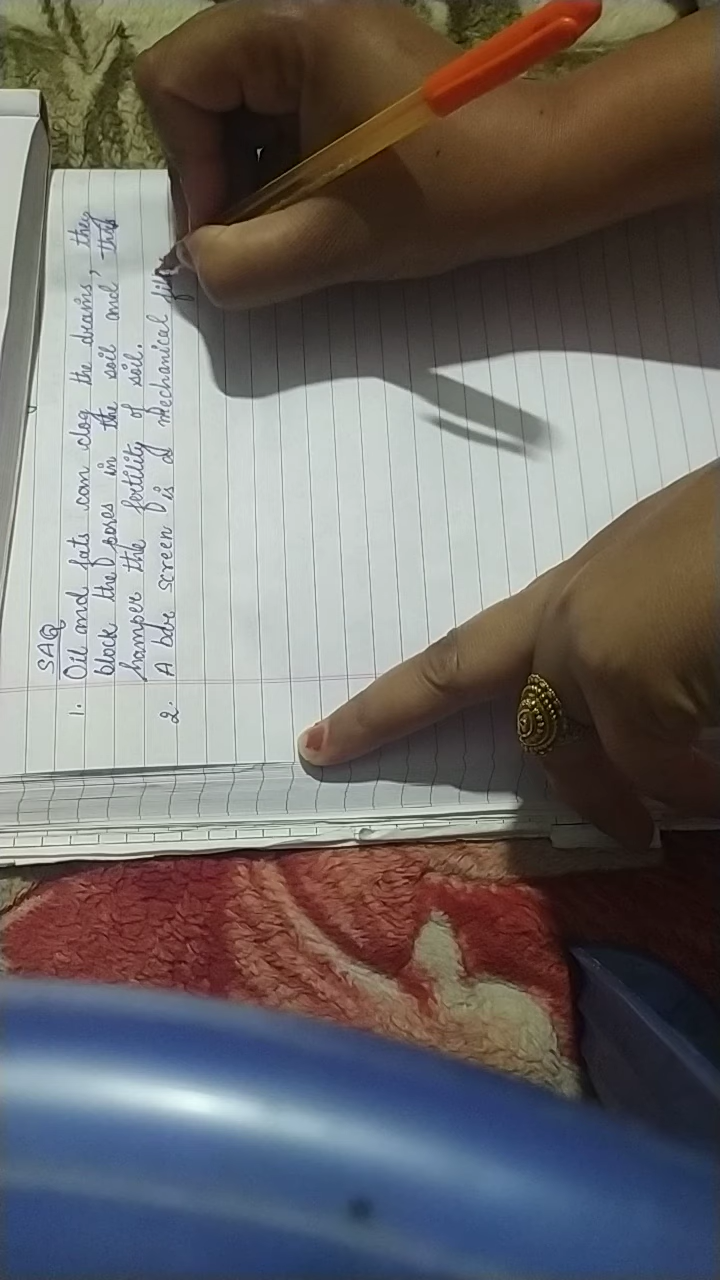 SAQ
1. Oil and fats can clog the drains, they
block the pores in the soil and
hamper the fertility of soil.
2. A bar screen is a mechanical